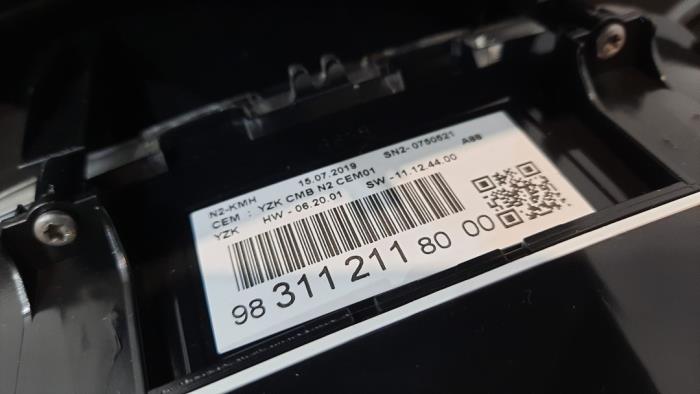 N2-KMH 15.07.2019 SN2- 0750521
CEM : YZK CMB N2 CEM01 A88
YZK HW - 06.20.01 SW - 11.12.44.00
98 311 211 80 00